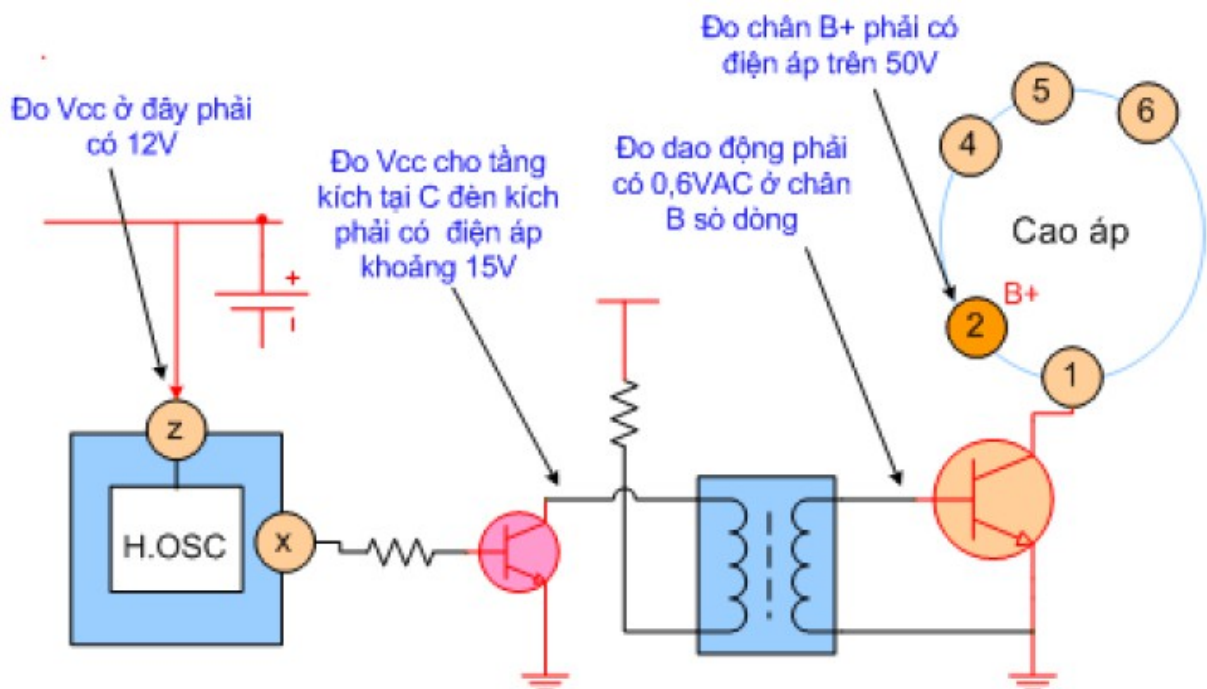 Đo Vcc ở đây phải
có 12V
Đo Vcc cho tầng
kích tại C đèn kích
phải có điện áp
khoảng 15V
Đo chân B+ phải có
điện áp trên 50V
Đo dao động phải
có 0,6VAC ở chân
B sò dòng
5
6
4
Cao áp
B+
2
1
+
z
H.OSC
x